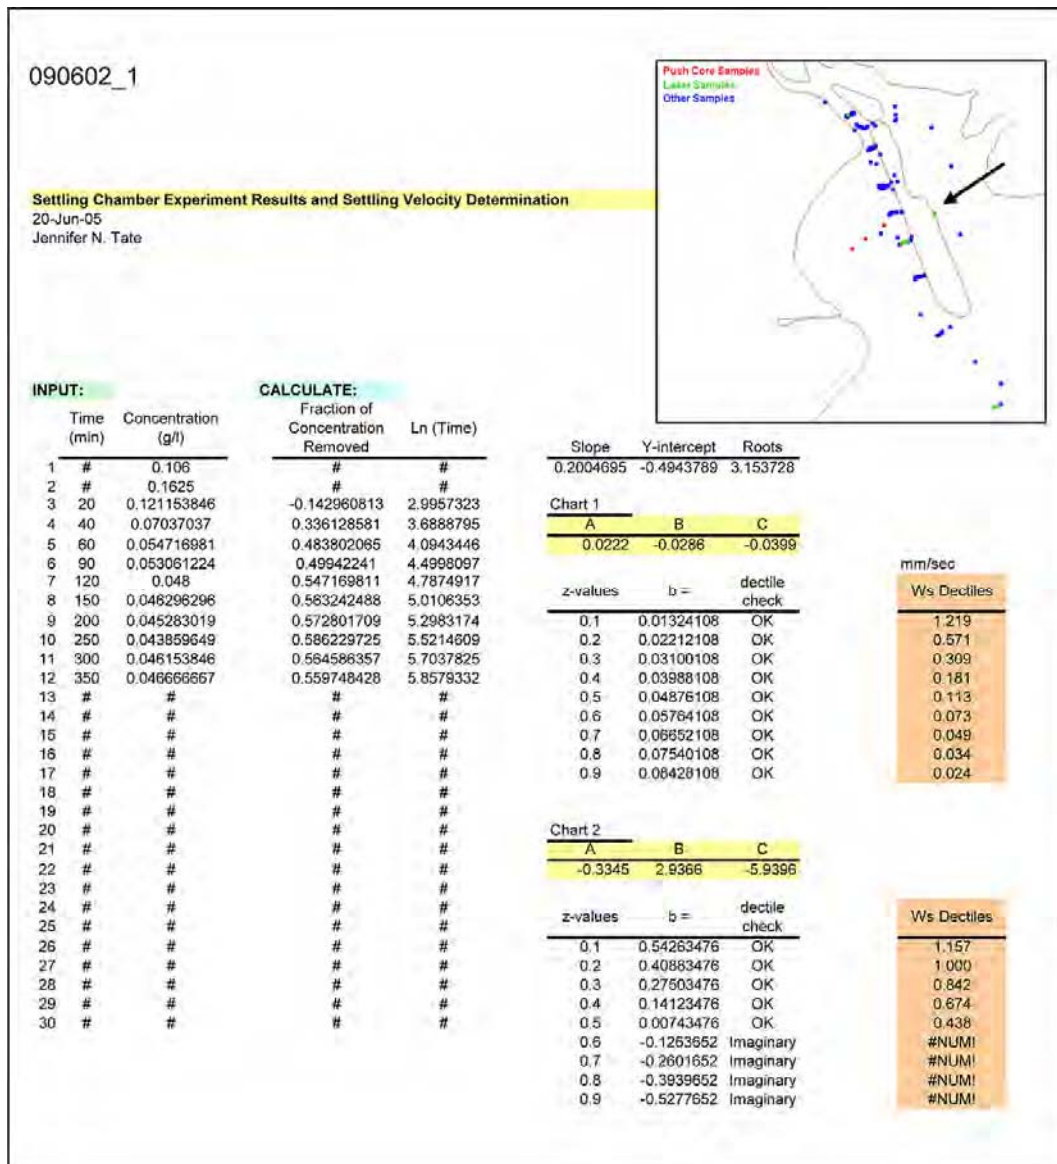 090602_1
Push Core Samples
Laser Samples
Other Samples
Settling Chamber Experiment Results and Settling Velocity Determination
20-Jun-05
Jennifer N. Tate
INPUT: CALCULATE:
Time (min) Concentration (g/l) Fraction of Concentration Removed Ln (Time)
1 # 0.106 # #
2 # 0.1625 # #
3 20 0.121153846 -0.142960813 2.9957323
4 40 0.07037037 0.336128581 3.6888795
5 60 0.054716981 0.483802065 4.0943446
6 90 0.053061224 0.49942241 4.4998097
7 120 0.048 0.547169811 4.7874917
8 150 0.046296296 0.563242488 5.0106353
9 200 0.045283019 0.572801709 5.2983174
10 250 0.043859649 0.586229725 5.5214609
11 300 0.046153846 0.564586357 5.7037825
12 350 0.046666667 0.559748428 5.8579332
13 # # # #
14 # # # #
15 # # # #
16 # # # #
17 # # # #
18 # # # #
19 # # # #
20 # # # #
21 # # # #
22 # # # #
23 # # # #
24 # # # #
25 # # # #
26 # # # #
27 # # # #
28 # # # #
29 # # # #
30 # # # #
Slope Y-intercept Roots
0.2004695 -0.4943789 3.153728
Chart 1
A B C
0.0222 -0.0286 -0.0399
mm/sec
z-values b = dectile check Ws Dectiles
0.1 0.01324108 OK 1.219
0.2 0.02212108 OK 0.571
0.3 0.03100108 OK 0.309
0.4 0.03988108 OK 0.181
0.5 0.04876108 OK 0.113
0.6 0.05764108 OK 0.073
0.7 0.06652108 OK 0.049
0.8 0.07540108 OK 0.034
0.9 0.08428108 OK 0.024
Chart 2
A B C
-0.3345 2.9366 -5.9396
z-values b = dectile check Ws Dectiles
0.1 0.54263476 OK 1.157
0.2 0.40883476 OK 1.000
0.3 0.27503476 OK 0.842
0.4 0.14123476 OK 0.674
0.5 0.00743476 OK 0.438
0.6 -0.1263652 Imaginary #NUM!
0.7 -0.2601652 Imaginary #NUM!
0.8 -0.3939652 Imaginary #NUM!
0.9 -0.5277652 Imaginary #NUM!